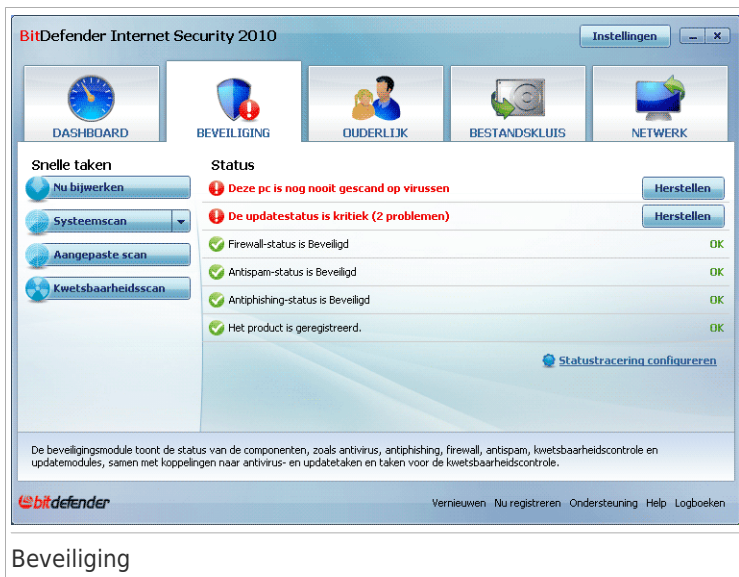 BitDefender Internet Security 2010
Instellingen
DASHBOARD
BEVEILIGING
OUDERLIJK
BESTANDSKLUIS
NETWERK
Snelle taken
Nu bijwerken
Systeemscan
Aangepaste scan
Kwetsbaarheidsscan
Status
Deze pc is nog nooit gescand op virussen
Herstellen
De updatestatus is kritiek (2 problemen)
Herstellen
Firewall-status is Beveiligd
OK
Antispam-status is Beveiligd
OK
Antiphishing-status is Beveiligd
OK
Het product is geregistreerd.
OK
Statustracering configureren
De beveiligingsmodule toont de status van de componenten, zoals antivirus, antiphishing, firewall, antispam, kwetsbaarheidscontrole en
updatemodules, samen met koppelingen naar antivirus- en updatetaken en taken voor de kwetsbaarheidscontrole.
bitdefender
Vernieuwen Nu registreren Ondersteuning Help Logboeken
Beveiliging